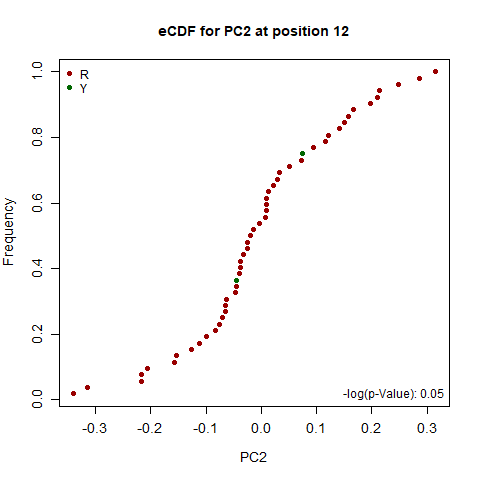 eCDF for PC2 at position 12
R
Y
Frequency
1.0
0.8
0.6
0.4
0.2
0.0
-log(p-Value): 0.05
-0.3 -0.2 -0.1 0.0 0.1 0.2 0.3
PC2